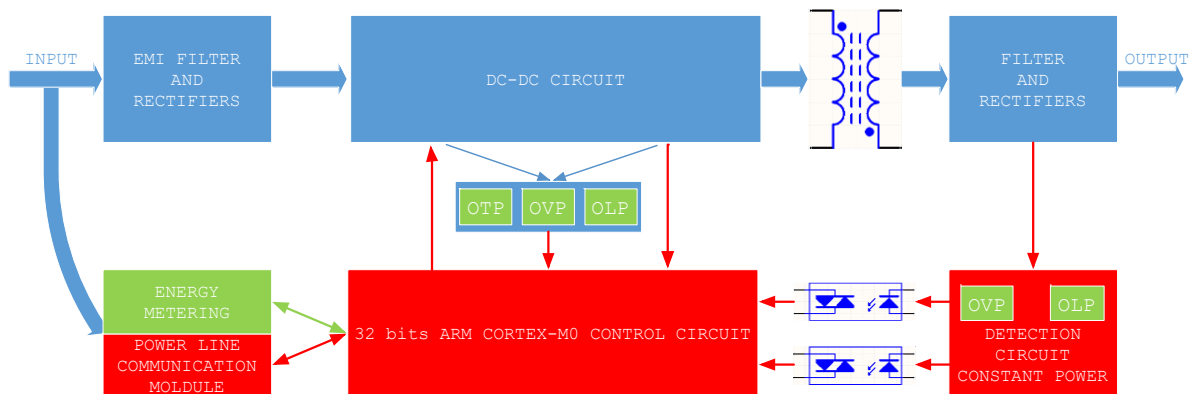 INPUT
EMI FILTER
AND
RECTIFIERS
DC-DC CIRCUIT
FILTER
AND
RECTIFIERS
OUTPUT
OTP
OVP
OLP
ENERGY
METERING
POWER LINE
COMMUNICATION
MOLDULE
32 bits ARM CORTEX-M0 CONTROL CIRCUIT
OVP
OLP
DETECTION
CIRCUIT
CONSTANT POWER